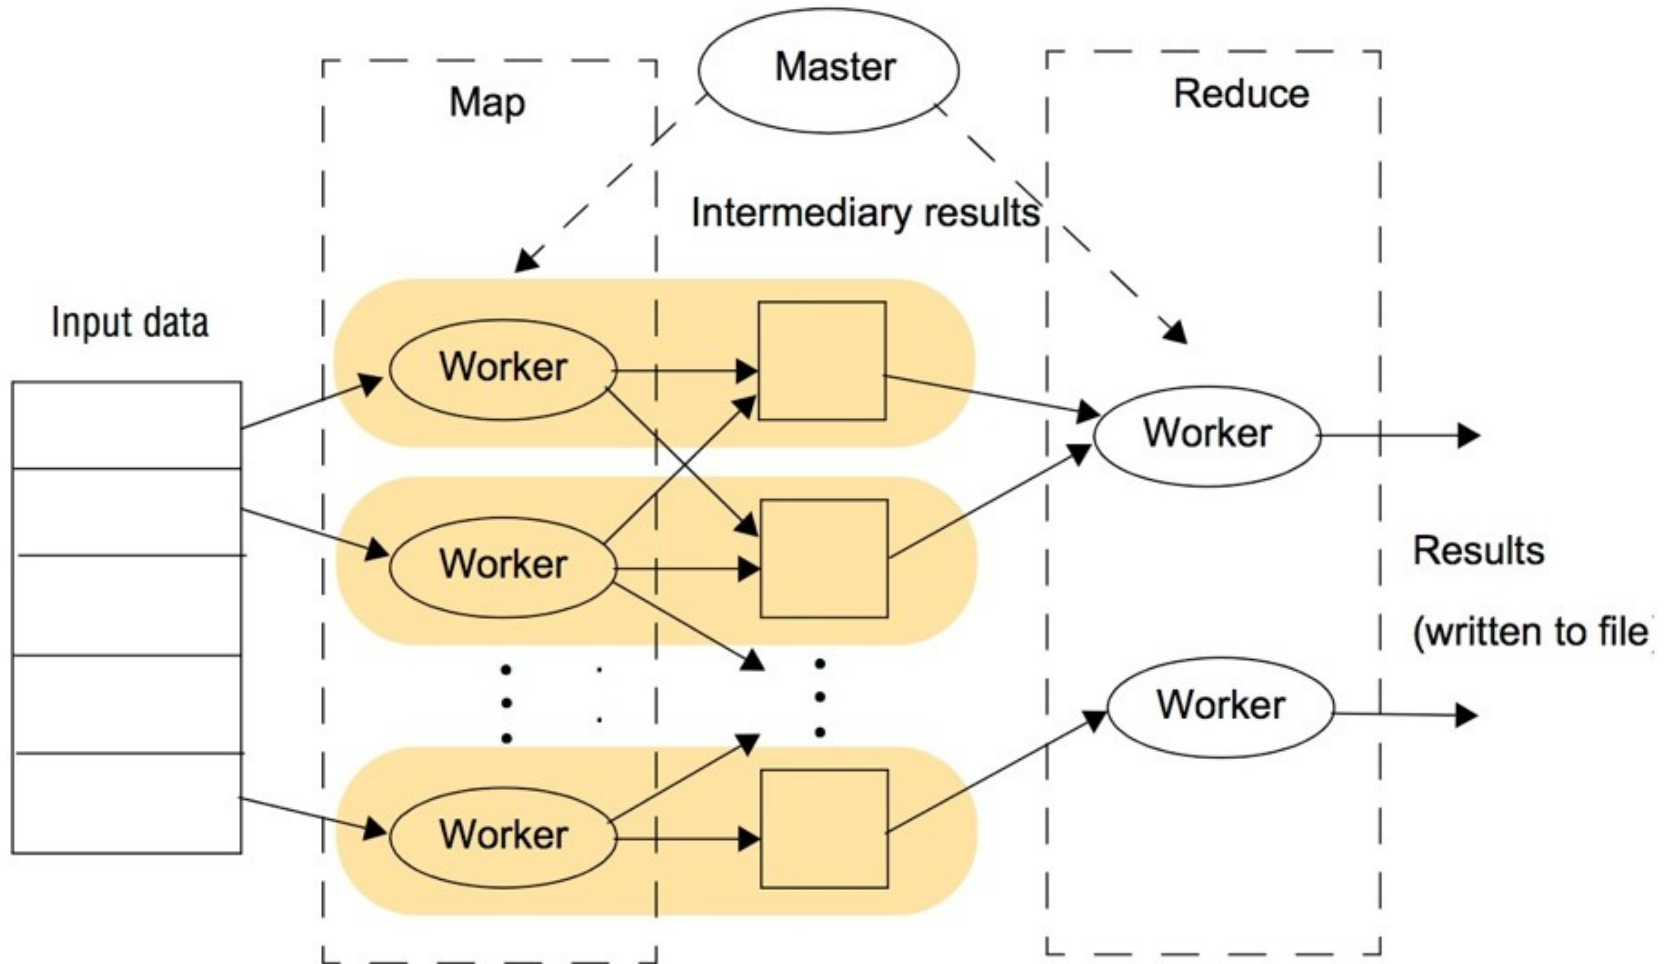 Master
Map
Reduce
Intermediary results
Input data
Worker
Worker
Worker
Worker
Worker
Results
(written to file